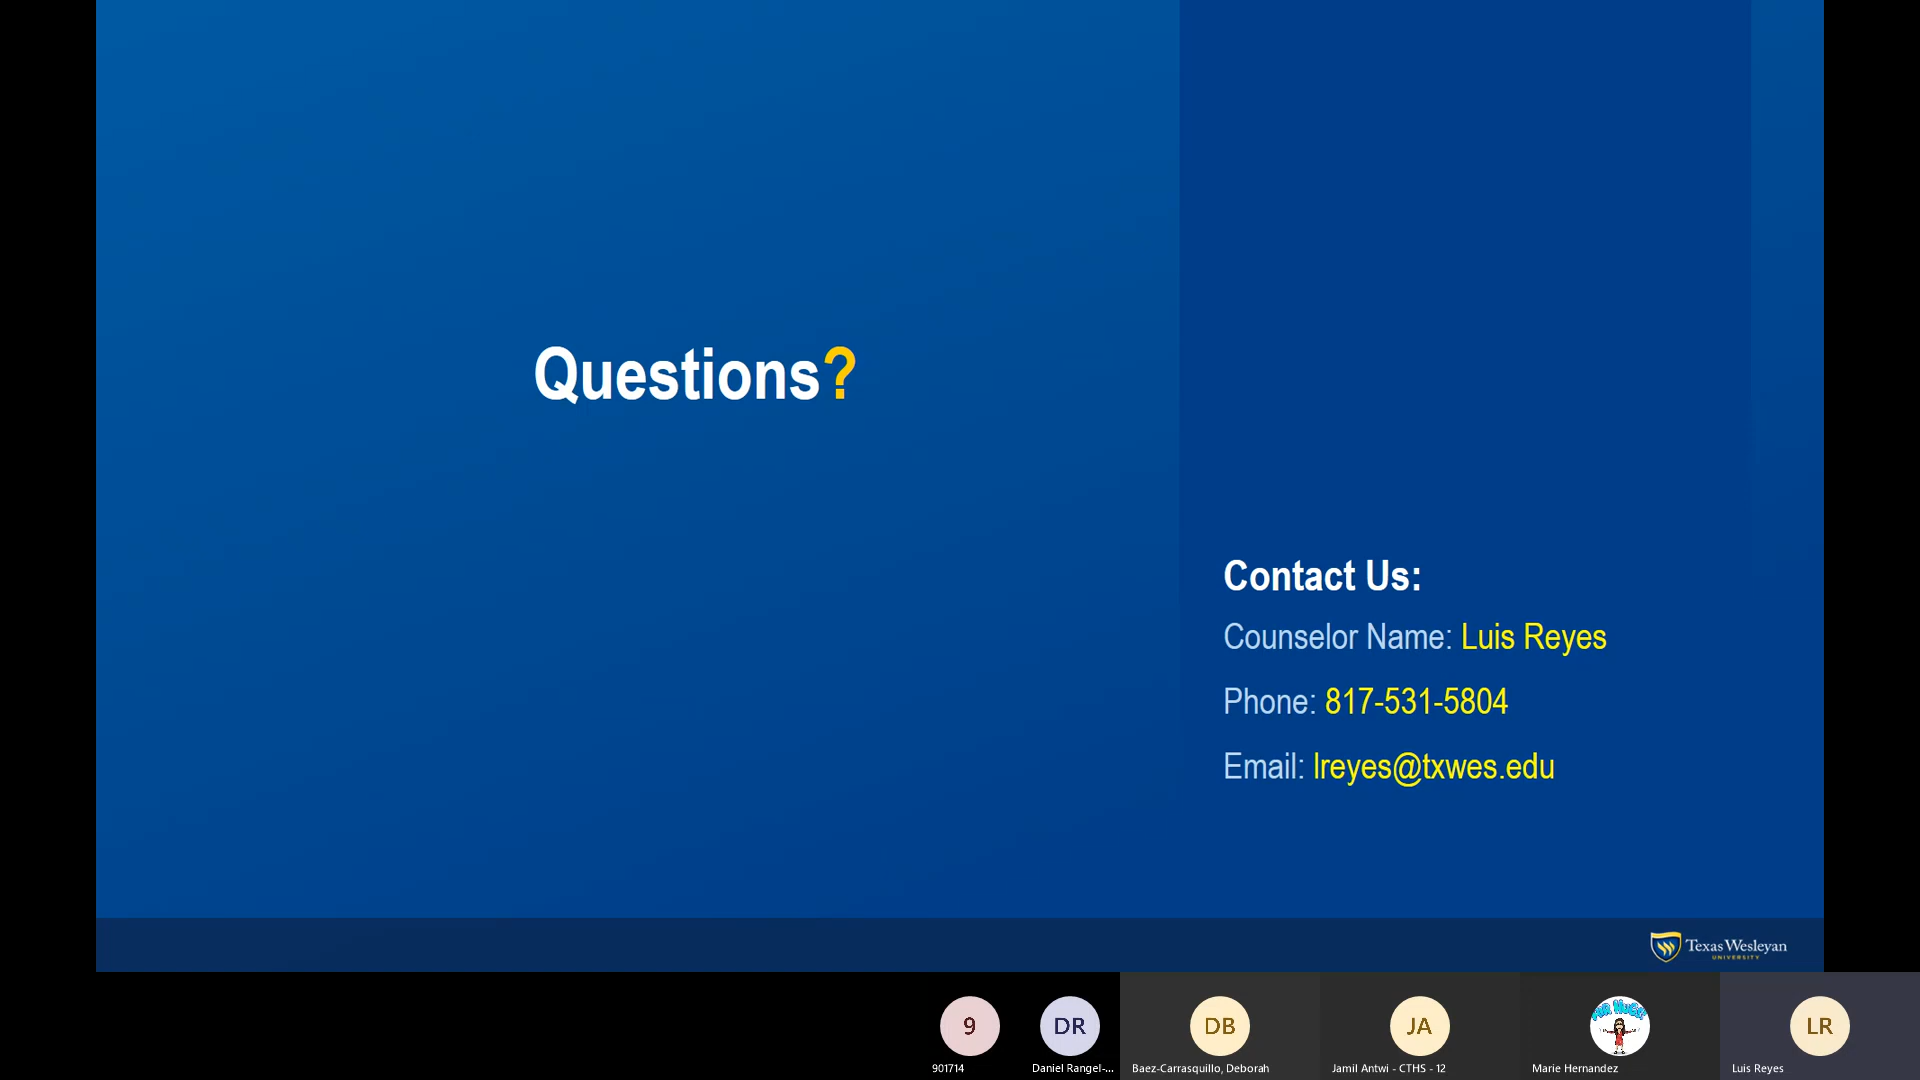 Questions?
Contact Us:
Counselor Name: Luis Reyes
Phone: 817-531-5804
Email: lreyes@txwes.edu
Texas Wesleyan
UNIVERSITY
9
DR
DB
JA
LR
901714
Daniel Rangel-...
Baez-Carrasquillo, Deborah
Jamil Antwi - CTHS - 12
Marie Hernandez
Luis Reyes